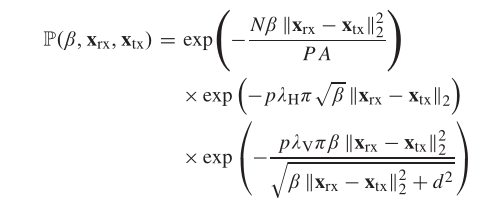 ℙ(β, x_rx, x_tx) = exp(− Nβ ‖x_rx − x_tx‖₂² / PA)
× exp(−pλ_H π √β ‖x_rx − x_tx‖₂)
× exp(− pλ_V πβ ‖x_rx − x_tx‖₂² / √(β ‖x_rx − x_tx‖₂² + d²))